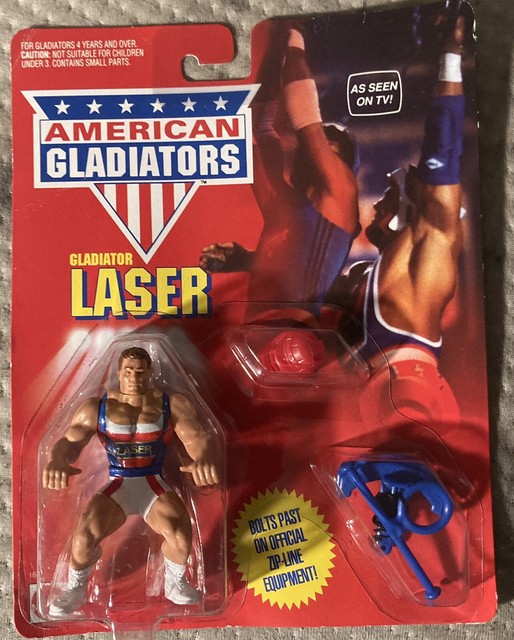 FOR GLADIATORS 4 YEARS AND OVER.
CAUTION: NOT SUITABLE FOR CHILDREN
UNDER 3. CONTAINS SMALL PARTS.
AS SEEN
ON TV!
AMERICAN
GLADIATORS™
GLADIATOR
LASER
LASER
BOLTS PAST
ON OFFICIAL
ZIP-LINE
EQUIPMENT!